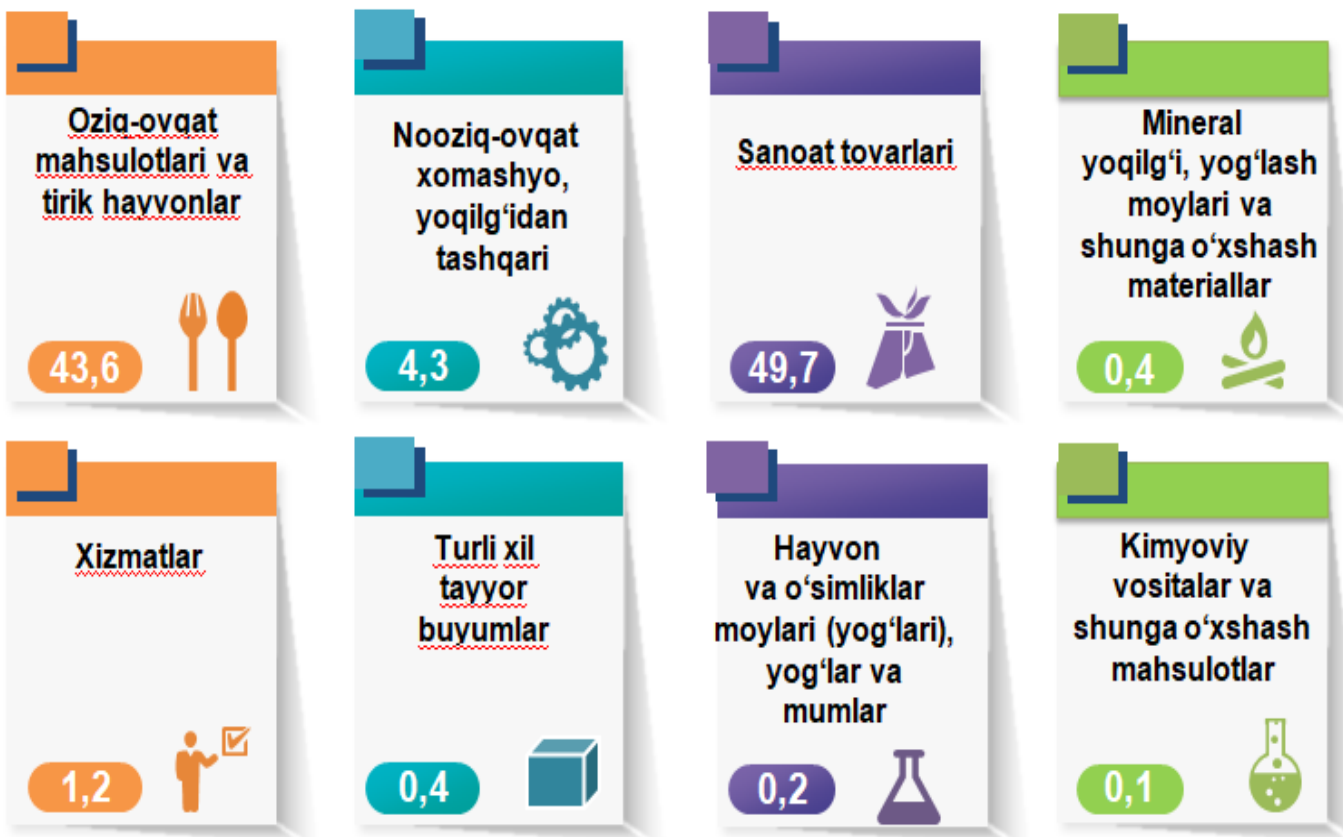 Oziq-ovqat
mahsulotlari va
tirik hayvonlar
43,6
Nooziq-ovqat
xomashyo,
yoqilg‘idan
tashqari
4,3
Sanoat tovarlari
49,7
Mineral
yoqilg‘i, yog‘lash
moylari va
shunga o‘xshash
materiallar
0,4
Xizmatlar
1,2
Turli xil
tayyor
buyumlar
0,4
Hayvon
va o‘simliklar
moylari (yog‘lari),
yog‘lar va
mumlar
0,2
Kimyoviy
vositalar va
shunga o‘xshash
mahsulotlar
0,1